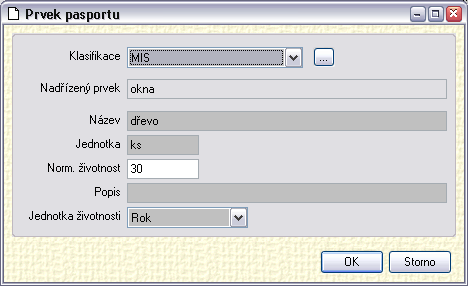 Prvek pasportu
Klasifikace MIS ...
Nadřízený prvek okna
Název dřevo
Jednotka ks
Norm. životnost 30
Popis
Jednotka životnosti Rok
OK Storno